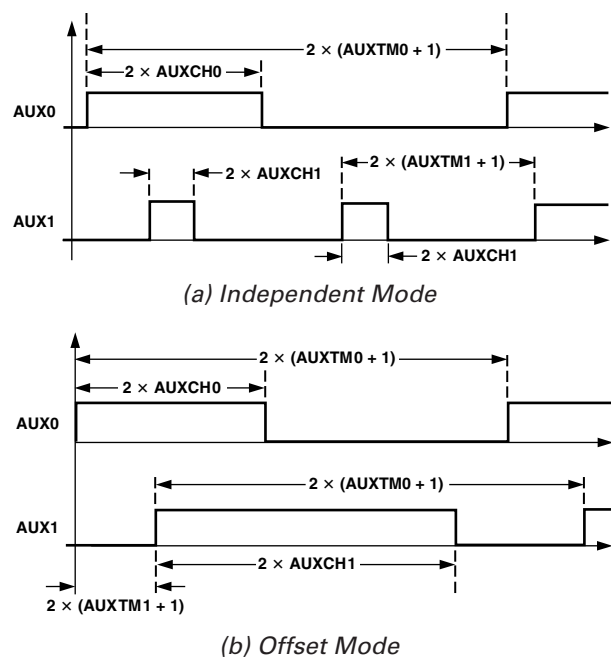 2 × (AUXTM0 + 1)
2 × AUXCH0
AUX0
2 × (AUXTM1 + 1)
2 × AUXCH1
AUX1
2 × AUXCH1
(a) Independent Mode
2 × (AUXTM0 + 1)
2 × AUXCH0
AUX0
2 × (AUXTM0 + 1)
AUX1
2 × AUXCH1
2 × (AUXTM1 + 1)
(b) Offset Mode